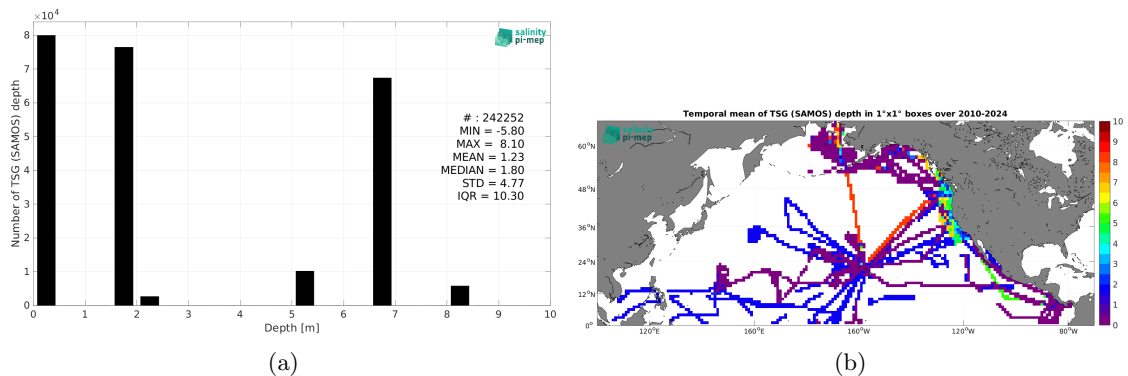 ×10⁴
8
7
6
5
4
3
2
1
0
Number of TSG (SAMOS) depth
salinity
pi-mep
# : 242252
MIN = -5.80
MAX = 8.10
MEAN = 1.23
MEDIAN = 1.80
STD = 4.77
IQR = 10.30
0 1 2 3 4 5 6 7 8 9 10
Depth [m]
(a)
Temporal mean of TSG (SAMOS) depth in 1°x1° boxes over 2010-2024
salinity
pi-mep
60°N
48°N
36°N
24°N
12°N
0°
120°E 160°E 160°W 120°W 80°W
10
9
8
7
6
5
4
3
2
1
0
(b)